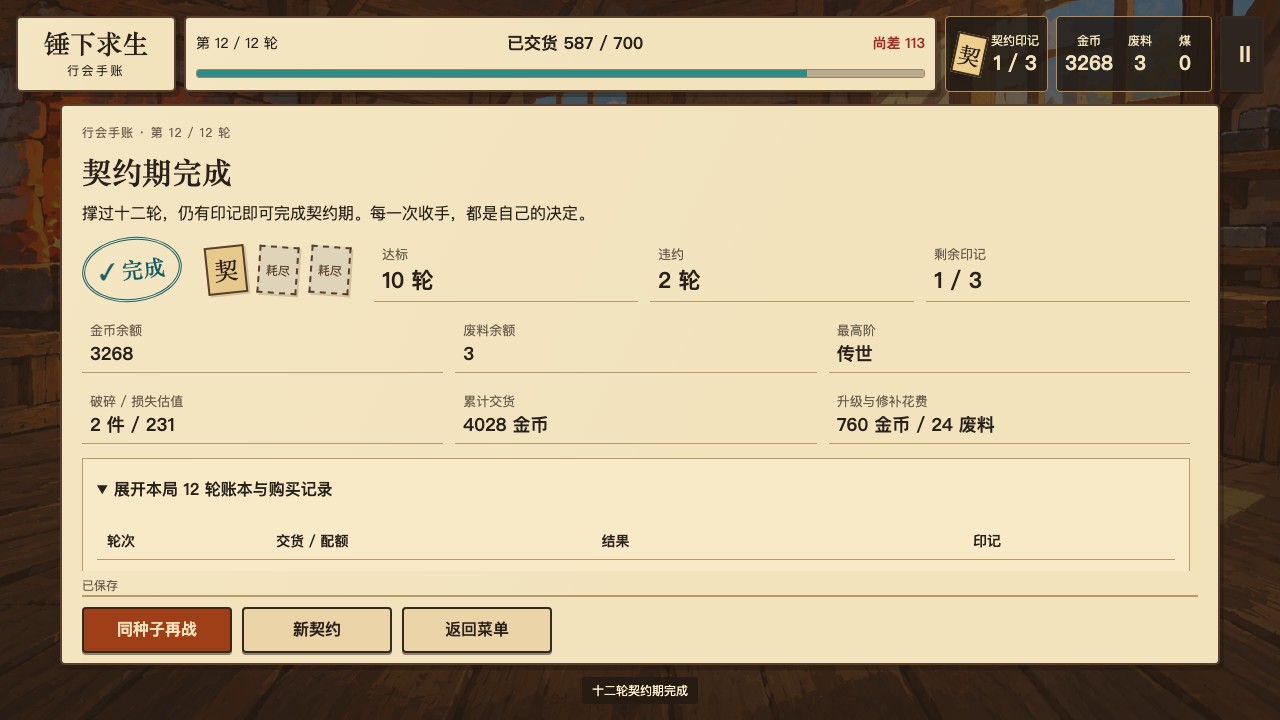 锤下求生
行会手账
第 12 / 12 轮
已交货 587 / 700
尚差 113
契
契约印记
1 / 3
金币
废料
煤
3268
3
0
行会手账 · 第 12 / 12 轮
契约期完成
撑过十二轮，仍有印记即可完成契约期。每一次收手，都是自己的决定。
✓ 完成
契
耗尽
耗尽
达标
10 轮
违约
2 轮
剩余印记
1 / 3
金币余额
3268
废料余额
3
最高阶
传世
破碎 / 损失估值
2 件 / 231
累计交货
4028 金币
升级与修补花费
760 金币 / 24 废料
▼ 展开本局 12 轮账本与购买记录
轮次 交货 / 配额 结果 印记
已保存
同种子再战
新契约
返回菜单
十二轮契约期完成